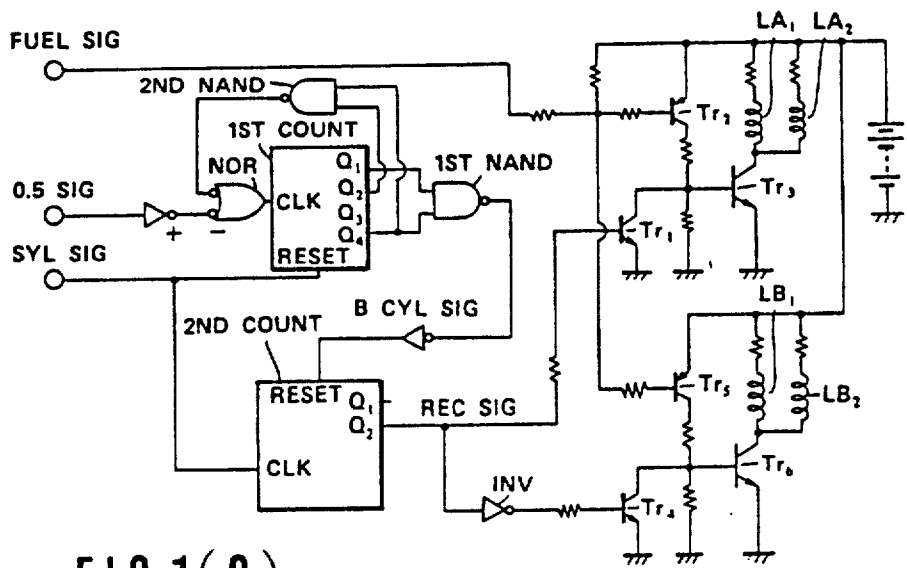 LA₁ LA₂
FUEL SIG
2ND NAND
Tr₂
1ST COUNT
NOR
1ST NAND
Q₁
Q₂
Q₃
Q₄
CLK
RESET
0.5 SIG
+ −
Tr₃
Tr₁
SYL SIG
B CYL SIG
LB₁
2ND COUNT
RESET
Q₁
Q₂
REC SIG
Tr₅
LB₂
CLK
INV
Tr₄
Tr₆